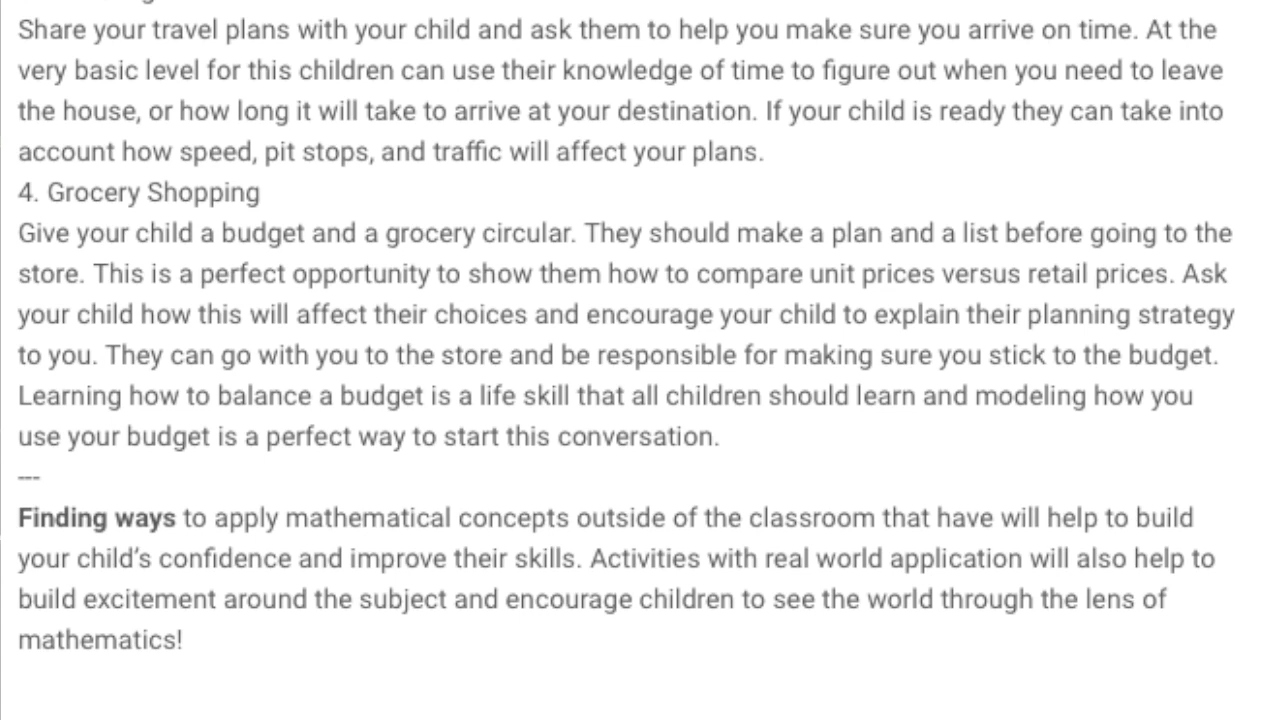 Share your travel plans with your child and ask them to help you make sure you arrive on time. At the
very basic level for this children can use their knowledge of time to figure out when you need to leave
the house, or how long it will take to arrive at your destination. If your child is ready they can take into
account how speed, pit stops, and traffic will affect your plans.
4. Grocery Shopping
Give your child a budget and a grocery circular. They should make a plan and a list before going to the
store. This is a perfect opportunity to show them how to compare unit prices versus retail prices. Ask
your child how this will affect their choices and encourage your child to explain their planning strategy
to you. They can go with you to the store and be responsible for making sure you stick to the budget.
Learning how to balance a budget is a life skill that all children should learn and modeling how you
use your budget is a perfect way to start this conversation.
---
Finding ways to apply mathematical concepts outside of the classroom that have will help to build
your child's confidence and improve their skills. Activities with real world application will also help to
build excitement around the subject and encourage children to see the world through the lens of
mathematics!